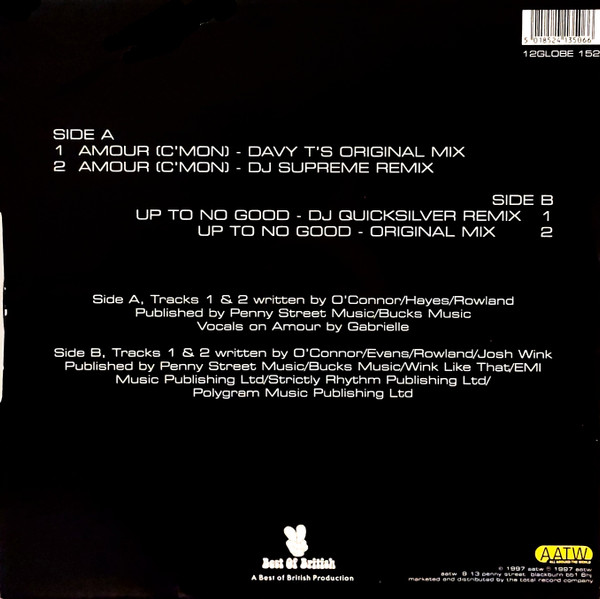 5 018524 135066
12GLOBE 152
SIDE A
1 AMOUR (C'MON) - DAVY T'S ORIGINAL MIX
2 AMOUR (C'MON) - DJ SUPREME REMIX
SIDE B
UP TO NO GOOD - DJ QUICKSILVER REMIX 1
UP TO NO GOOD - ORIGINAL MIX 2
Side A, Tracks 1 & 2 written by O'Connor/Hayes/Rowland
Published by Penny Street Music/Bucks Music
Vocals on Amour by Gabrielle
Side B, Tracks 1 & 2 written by O'Connor/Evans/Rowland/Josh Wink
Published by Penny Street Music/Bucks Music/Wink Like That/EMI
Music Publishing Ltd/Strictly Rhythm Publishing Ltd/
Polygram Music Publishing Ltd
Best Of British
A Best of British Production
AATW
ALL AROUND THE WORLD
℗ 1997 aatw © 1997 aatw
aatw 9 13 penny street blackburn bb1 6hj
marketed and distributed by the total record company